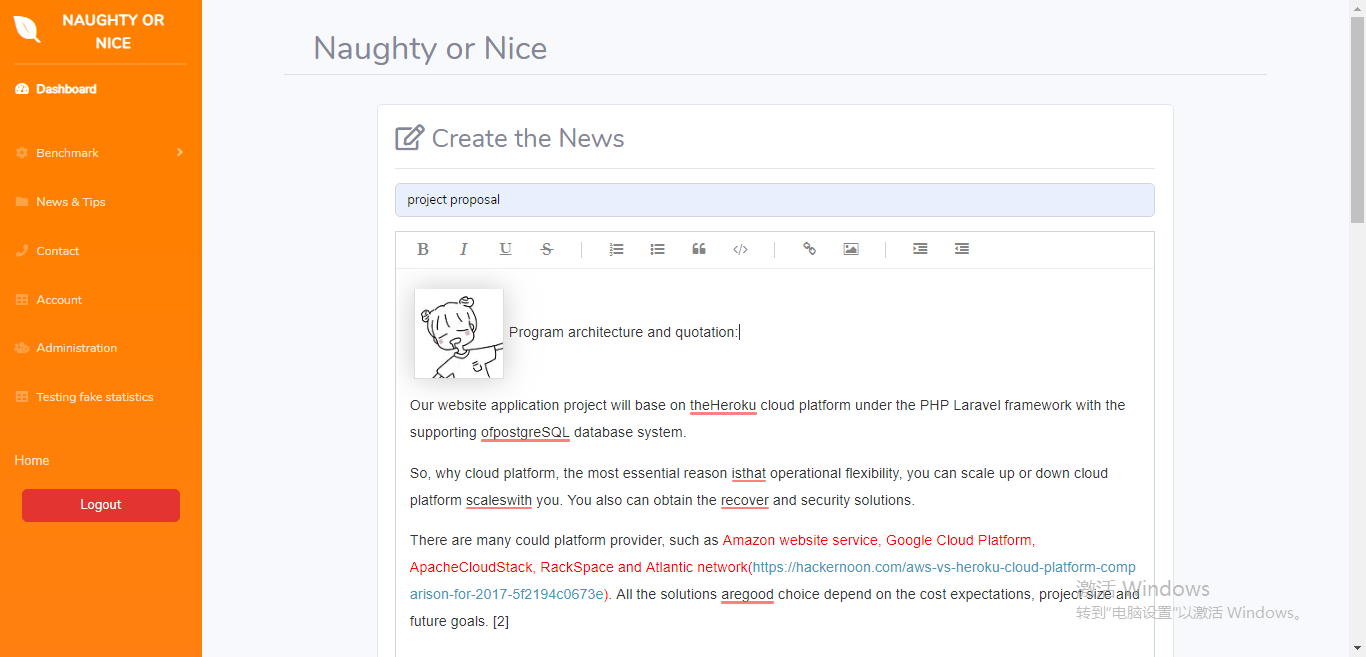 NAUGHTY OR
NICE
Dashboard
Benchmark
News & Tips
Contact
Account
Administration
Testing fake statistics
Home
Logout
Naughty or Nice
Create the News
project proposal
B I U S
Program architecture and quotation:
Our website application project will base on theHeroku cloud platform under the PHP Laravel framework with the
supporting ofpostgreSQL database system.
So, why cloud platform, the most essential reason isthat operational flexibility, you can scale up or down cloud
platform scaleswith you. You also can obtain the recover and security solutions.
There are many could platform provider, such as Amazon website service, Google Cloud Platform,
ApacheCloudStack, RackSpace and Atlantic network(https://hackernoon.com/aws-vs-heroku-cloud-platform-comp
arison-for-2017-5f2194c0673e). All the solutions aregood choice depend on the cost expectations, project size and
future goals. [2]
激活 Windows
转到"电脑设置"以激活 Windows。